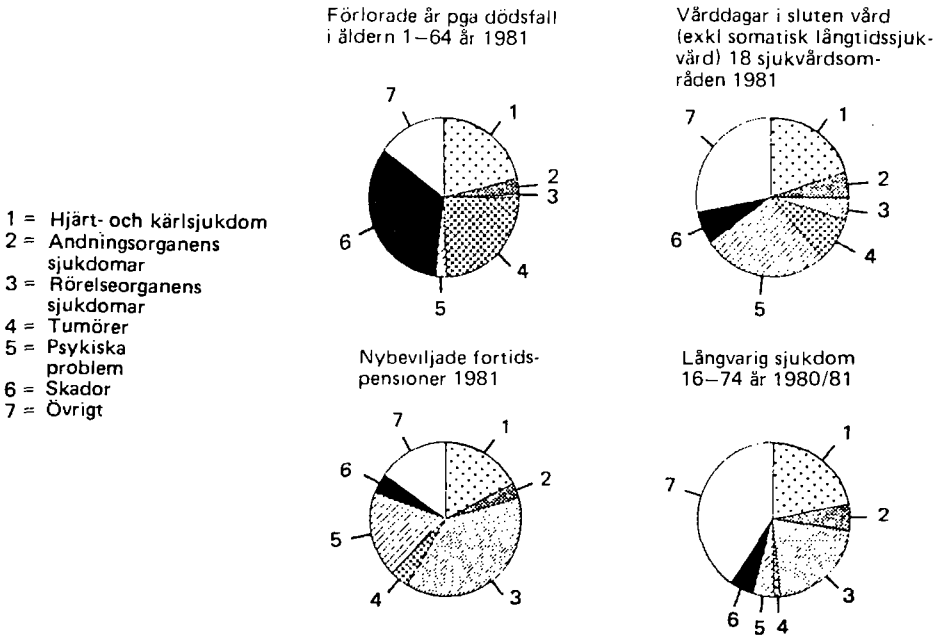 Förlorade år pga dödsfall
i åldern 1–64 år 1981
7
1
2
3
6
4
5
Vårddagar i sluten vård
(exkl somatisk långtidssjuk-
vård) 18 sjukvårdsom-
råden 1981
7
1
2
3
6
4
5
1 = Hjärt- och kärlsjukdom
2 = Andningsorganens
sjukdomar
3 = Rörelseorganens
sjukdomar
4 = Tumörer
5 = Psykiska
problem
6 = Skador
7 = Övrigt
Nybeviljade fortids-
pensioner 1981
7
1
6
2
5
4
3
Långvarig sjukdom
16–74 år 1980/81
1
7
2
3
6
5
4